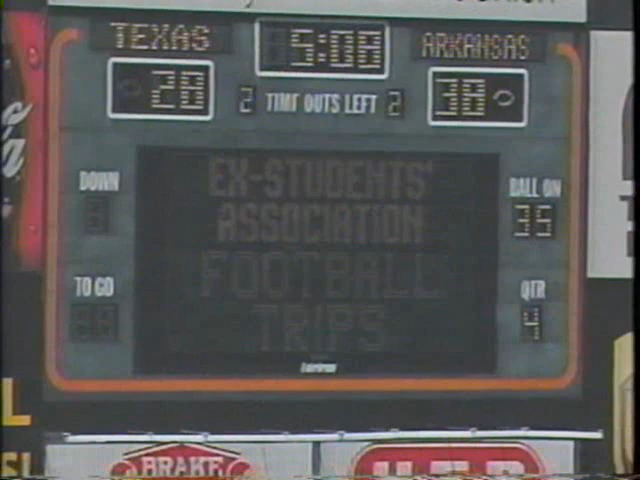 TEXAS 5:08 ARKANSAS
28 2 TIME OUTS LEFT 2 38
DOWN
EX-STUDENTS'
BALL ON
ASSOCIATION
35
FOOTBALL
TO GO
QTR
TRIPS
4
BRAKE